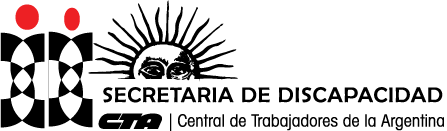 SECRETARIA DE DISCAPACIDAD
CTA | Central de Trabajadores de la Argentina